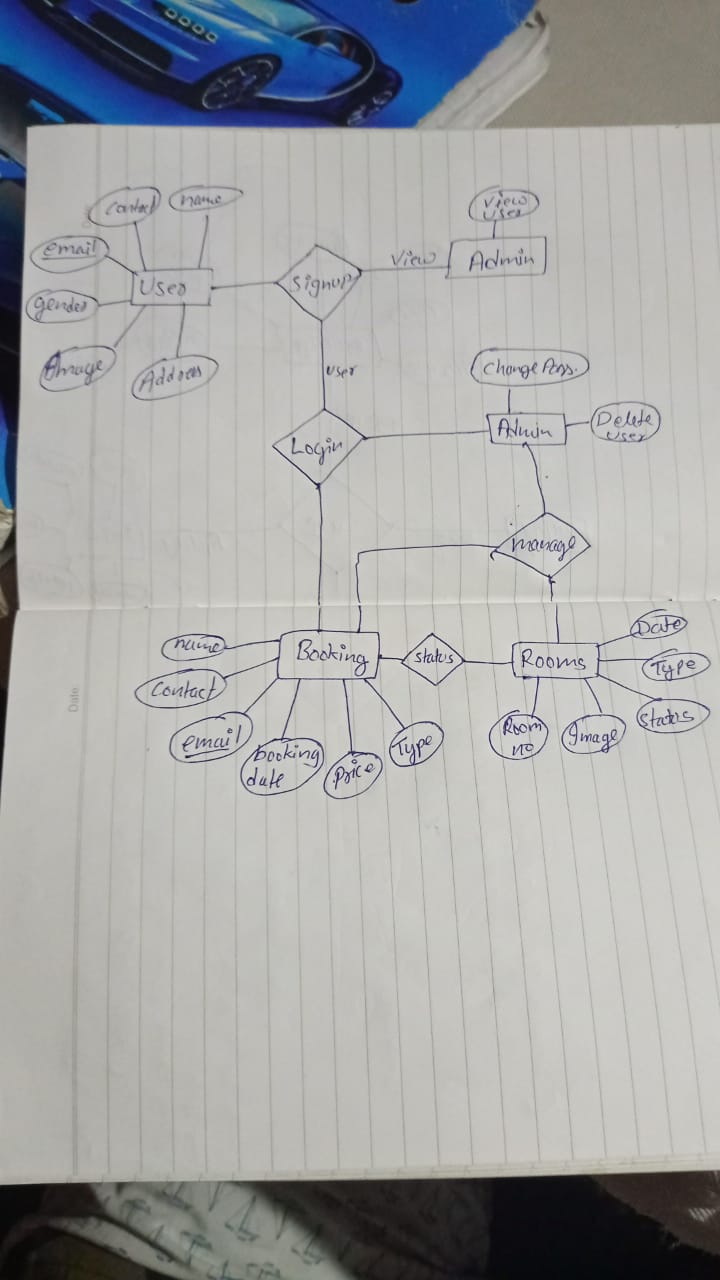 contact
name
email
User
gender
Image
Address
Signup
view
View
User
Admin
user
Login
change Pass.
Admin
Delete
user
manage
name
Contact
email
Booking
booking
date
Price
Type
status
Rooms
Date
Type
status
Room
no
Image
Date